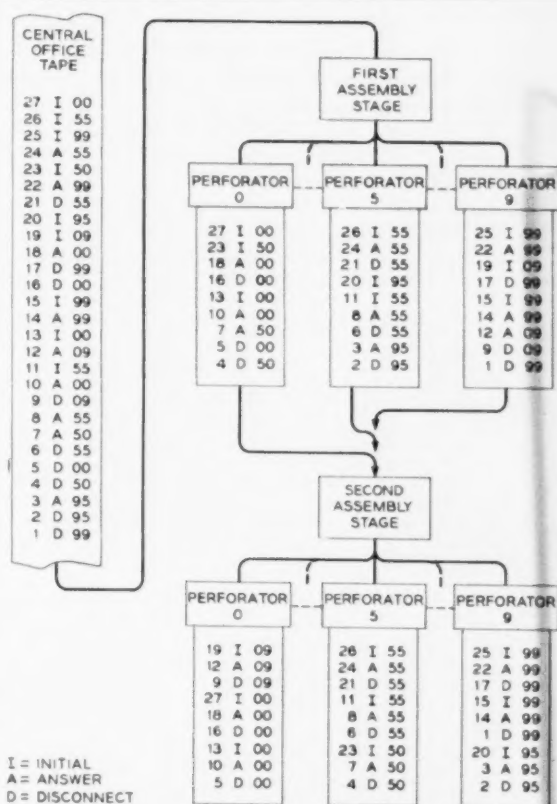 CENTRAL
OFFICE
TAPE
27 I 00
26 I 55
25 I 99
24 A 55
23 I 50
22 A 99
21 D 55
20 I 95
19 I 09
18 A 00
17 D 99
16 D 00
15 I 99
14 A 99
13 I 00
12 A 09
11 I 55
10 A 00
9 D 09
8 A 55
7 A 50
6 D 55
5 D 00
4 D 50
3 A 95
2 D 95
1 D 99
FIRST
ASSEMBLY
STAGE
PERFORATOR
0
27 I 00
23 I 50
18 A 00
16 D 00
13 I 00
10 A 00
7 A 50
5 D 00
4 D 50
PERFORATOR
5
26 I 55
24 A 55
21 D 55
20 I 95
11 I 55
8 A 55
6 D 55
3 A 95
2 D 95
PERFORATOR
9
25 I 99
22 A 99
19 I 09
17 D 99
15 I 99
14 A 99
12 A 09
9 D 09
1 D 99
SECOND
ASSEMBLY
STAGE
PERFORATOR
0
19 I 09
12 A 09
9 D 09
27 I 00
18 A 00
16 D 00
13 I 00
10 A 00
5 D 00
PERFORATOR
5
26 I 55
24 A 55
21 D 55
11 I 55
8 A 55
6 D 55
23 I 50
7 A 50
4 D 50
PERFORATOR
9
25 I 99
22 A 99
17 D 99
15 I 99
14 A 99
1 D 99
20 I 95
3 A 95
2 D 95
I = INITIAL
A = ANSWER
D = DISCONNECT